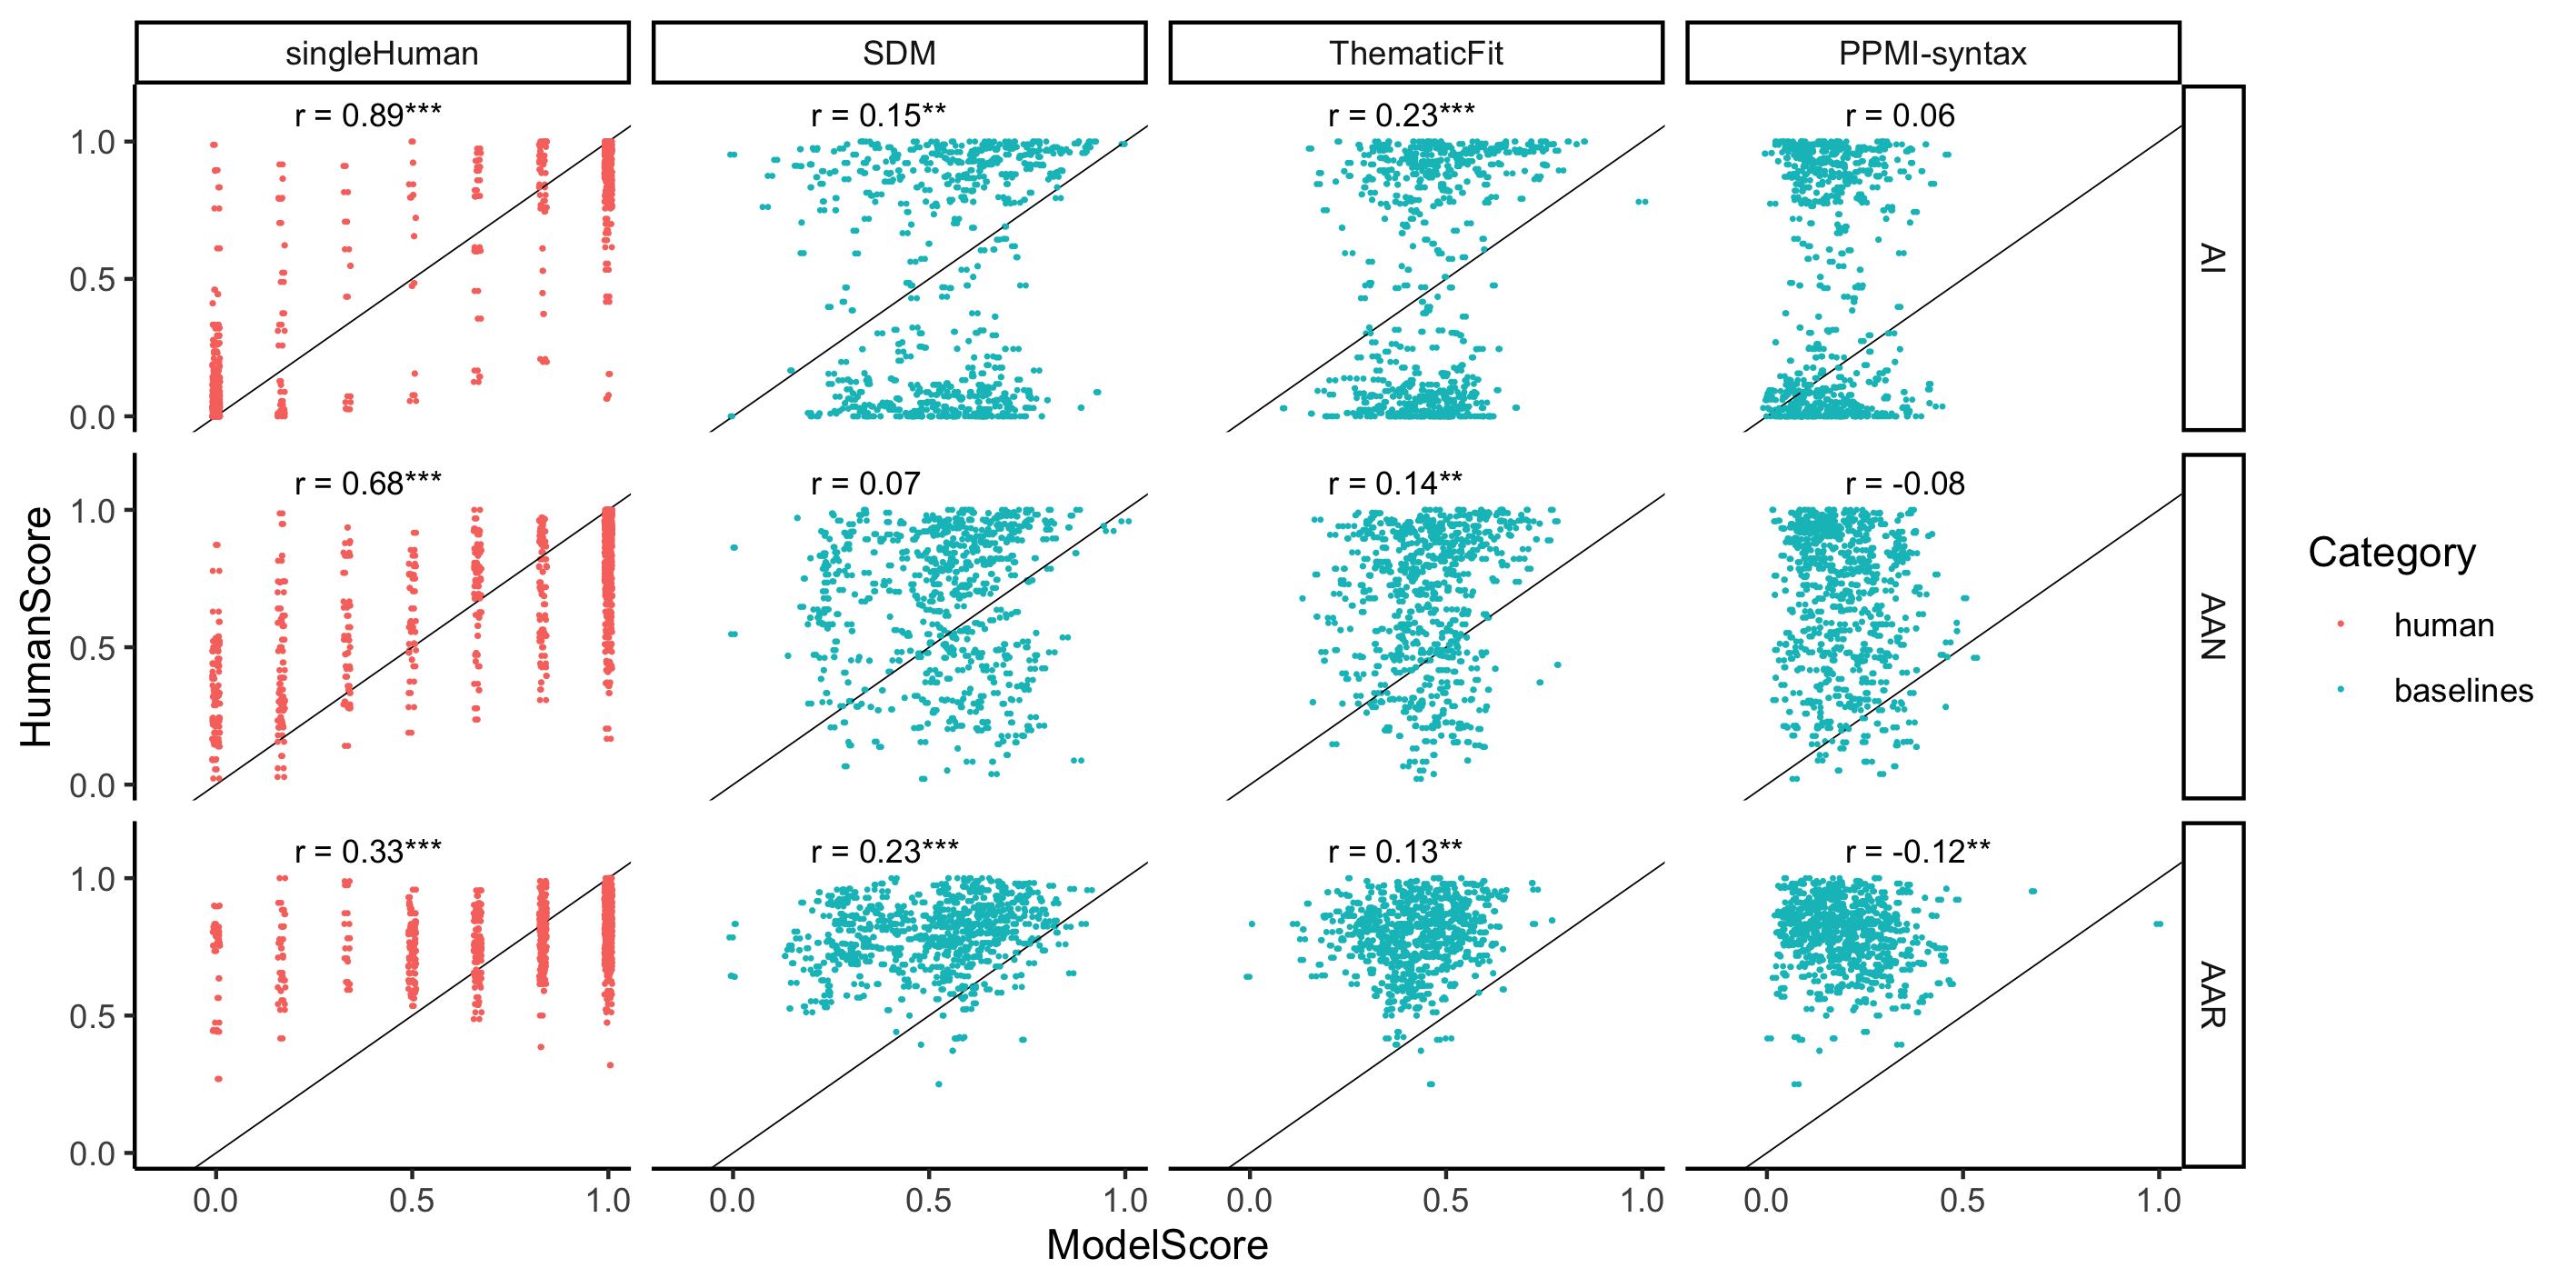 singleHuman SDM ThematicFit PPMI-syntax
r = 0.89*** r = 0.15** r = 0.23*** r = 0.06
1.0
0.5
0.0
AI
r = 0.68*** r = 0.07 r = 0.14** r = -0.08
1.0
0.5
0.0
AAN
r = 0.33*** r = 0.23*** r = 0.13** r = -0.12**
1.0
0.5
0.0
AAR
0.0 0.5 1.0 0.0 0.5 1.0 0.0 0.5 1.0 0.0 0.5 1.0
ModelScore
HumanScore
Category
human
baselines